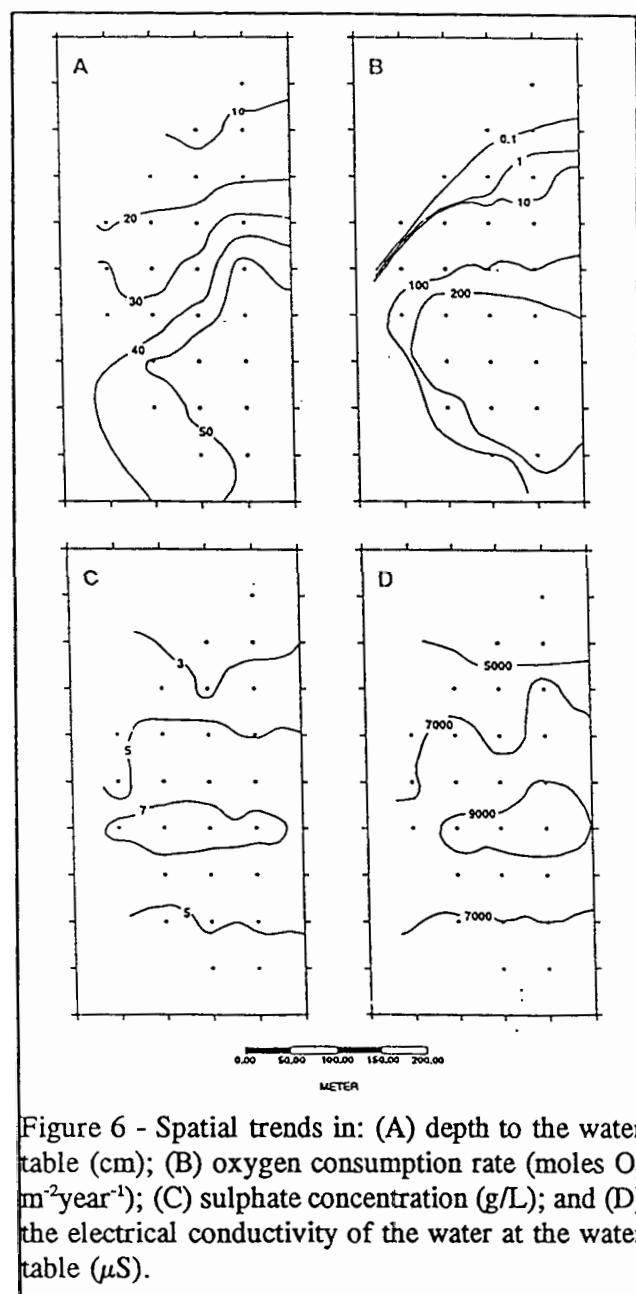 A
10
20
30
40
50
B
0.1
1
10
100
200
C
3
5
7
5
D
5000
7000
9000
7000
0.00 50.00 100.00 150.00 200.00
METER
Figure 6 - Spatial trends in: (A) depth to the water
table (cm); (B) oxygen consumption rate (moles O
m⁻²year⁻¹); (C) sulphate concentration (g/L); and (D)
the electrical conductivity of the water at the water
table (μS).